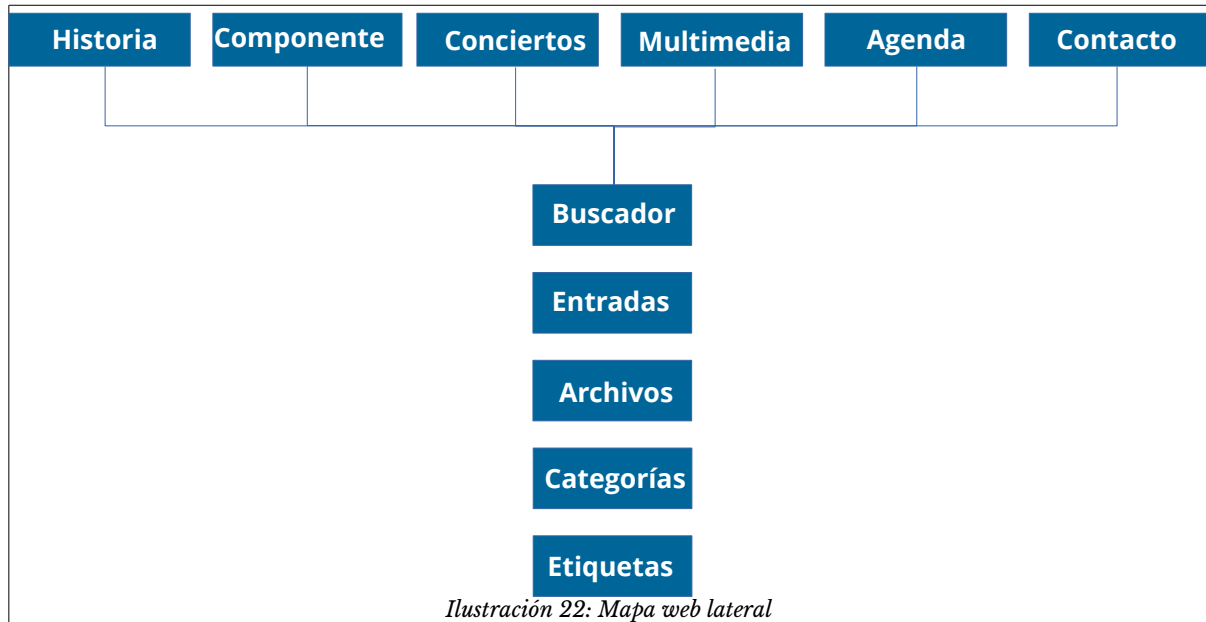 Historia Componente Conciertos Multimedia Agenda Contacto
Buscador
Entradas
Archivos
Categorías
Etiquetas
Ilustración 22: Mapa web lateral